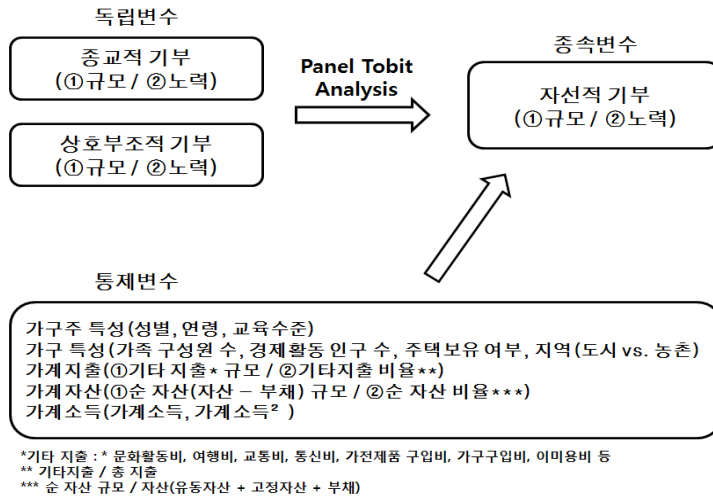 독립변수
종교적 기부
(①규모 / ②노력)
상호부조적 기부
(①규모 / ②노력)
Panel Tobit
Analysis
종속변수
자선적 기부
(①규모 / ②노력)
통제변수
가구주 특성(성별, 연령, 교육수준)
가구 특성(가족 구성원 수, 경제활동 인구 수, 주택보유 여부, 지역(도시 vs. 농촌)
가계지출(①기타 지출* 규모 / ②기타지출 비율**)
가계자산(①순 자산(자산 – 부채) 규모 / ②순 자산 비율***)
가계소득(가계소득, 가계소득² )
*기타 지출 : * 문화활동비, 여행비, 교통비, 통신비, 가전제품 구입비, 가구구입비, 이미용비 등
** 기타지출 / 총 지출
*** 순 자산 규모 / 자산(유동자산 + 고정자산 + 부채)